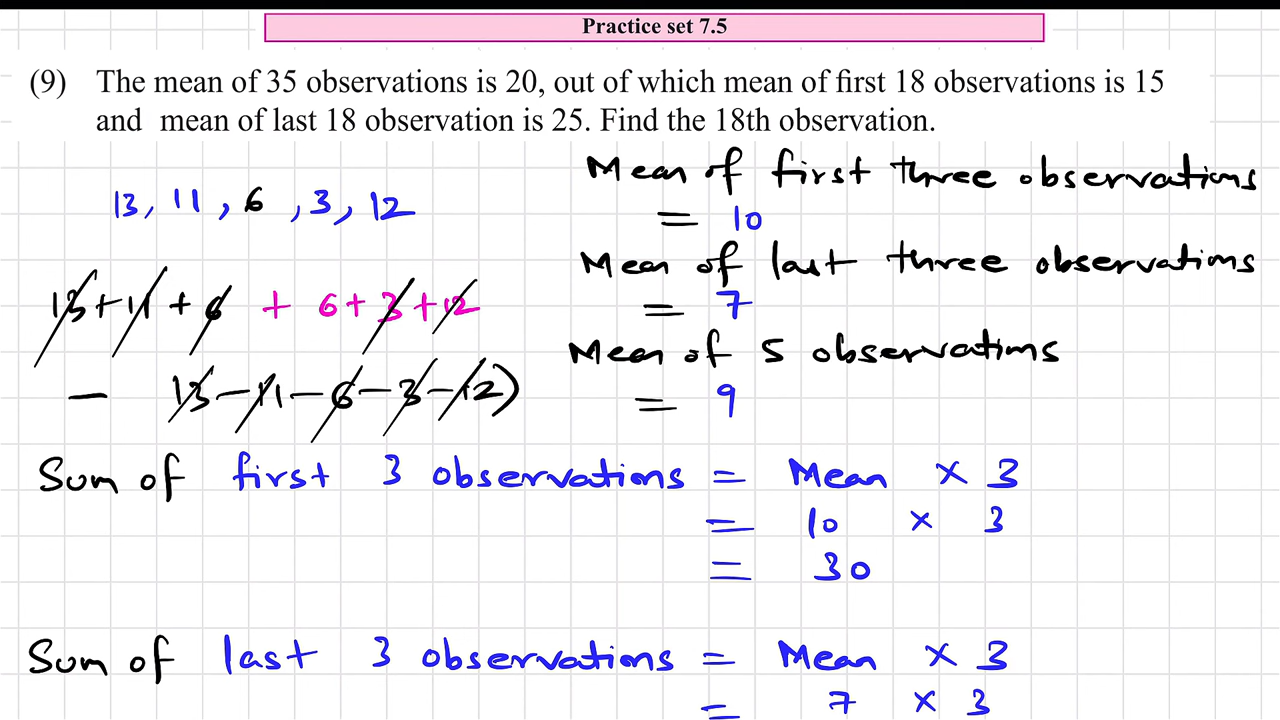 Practice set 7.5
(9) The mean of 35 observations is 20, out of which mean of first 18 observations is 15
and mean of last 18 observation is 25. Find the 18th observation.
Mean of first three observations
= 10
13, 11, 6, 3, 12
Mean of last three observations
= 7
13 + 11 + 6 + 6 + 3 + 12
Mean of 5 observations
= 9
- 13 - 11 - 6 - 3 - 12)
Sum of first 3 observations = Mean × 3
= 10 × 3
= 30
Sum of last 3 observations = Mean × 3
= 7 × 3